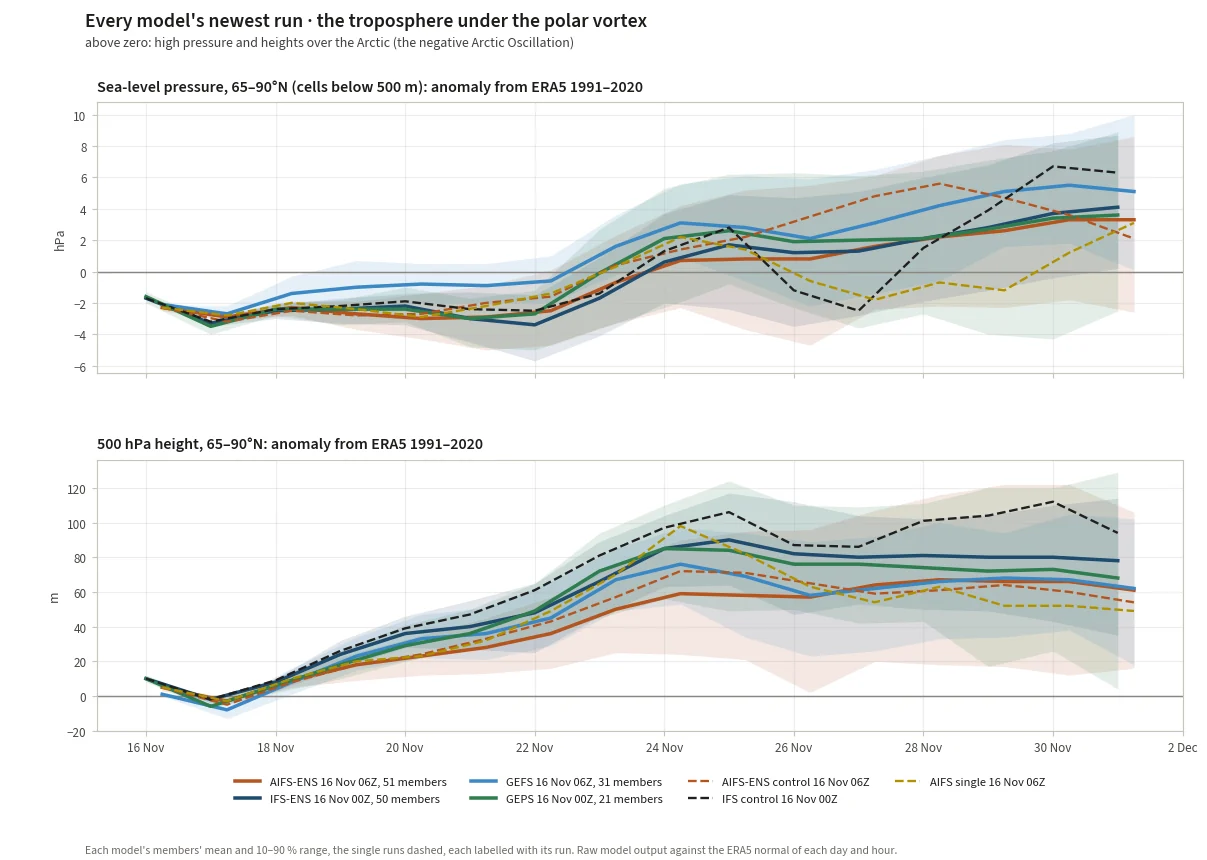 Every model's newest run · the troposphere under the polar vortex
above zero: high pressure and heights over the Arctic (the negative Arctic Oscillation)
Sea-level pressure, 65–90°N (cells below 500 m): anomaly from ERA5 1991–2020
10
8
6
4
2
0
−2
−4
−6
hPa
500 hPa height, 65–90°N: anomaly from ERA5 1991–2020
120
100
80
60
40
20
0
−20
m
16 Nov 18 Nov 20 Nov 22 Nov 24 Nov 26 Nov 28 Nov 30 Nov 2 Dec
AIFS-ENS 16 Nov 06Z, 51 members GEFS 16 Nov 06Z, 31 members AIFS-ENS control 16 Nov 06Z AIFS single 16 Nov 06Z
IFS-ENS 16 Nov 00Z, 50 members GEPS 16 Nov 00Z, 21 members IFS control 16 Nov 00Z
Each model's members' mean and 10–90 % range, the single runs dashed, each labelled with its run. Raw model output against the ERA5 normal of each day and hour.